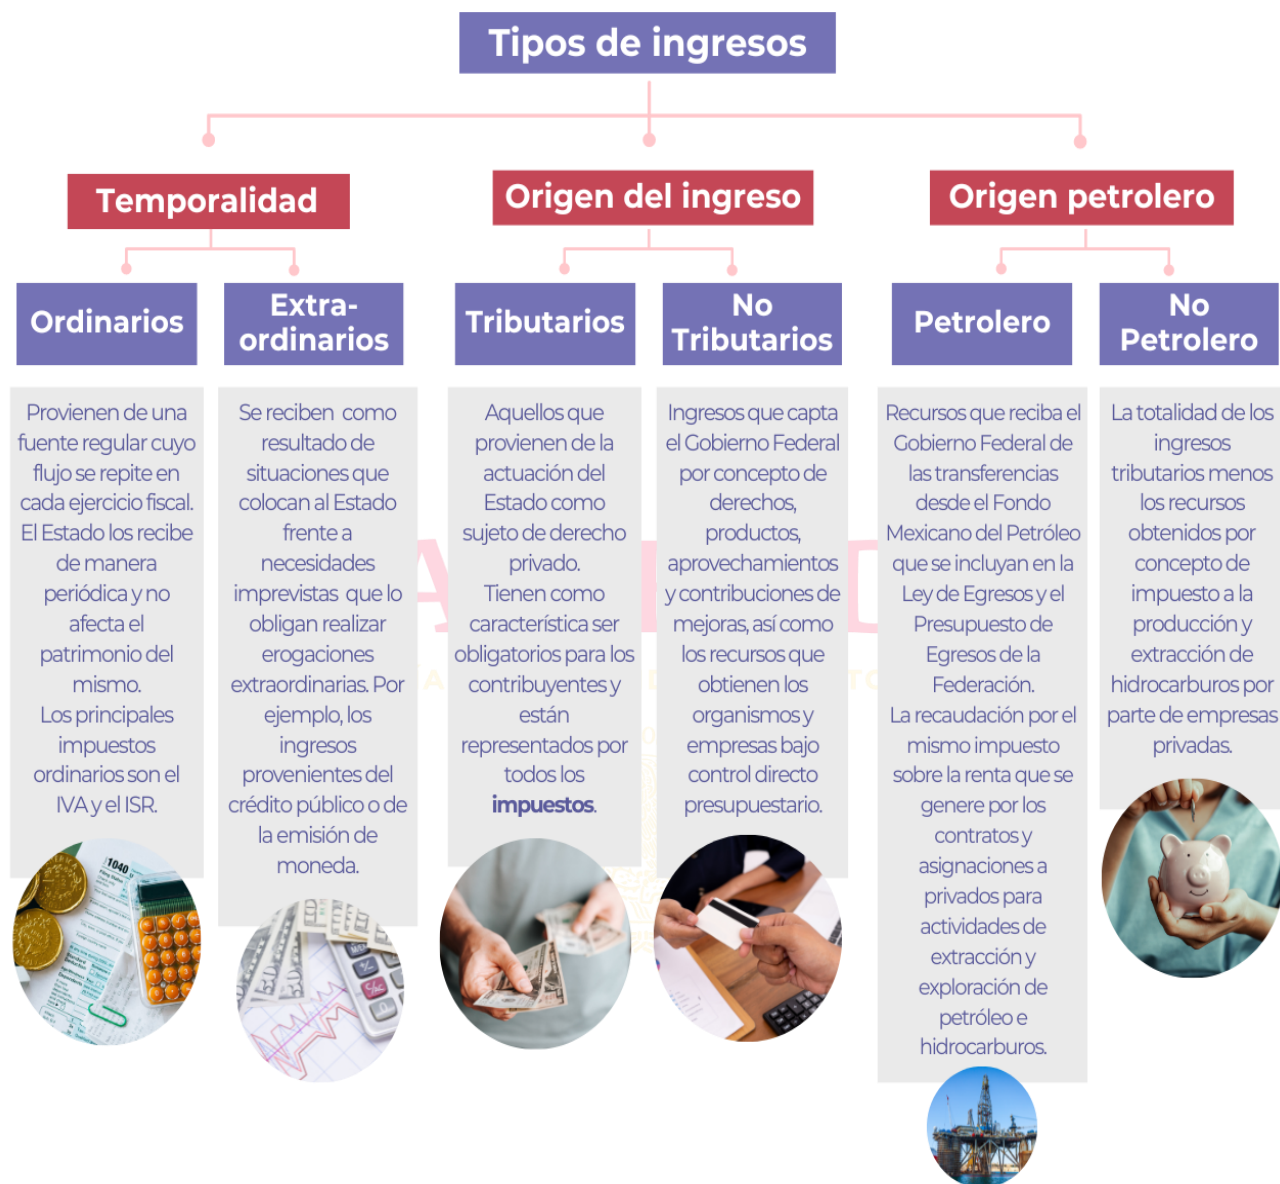 Tipos de ingresos
Temporalidad
Origen del ingreso
Origen petrolero
Ordinarios
Extra-
ordinarios
Tributarios
No
Tributarios
Petrolero
No
Petrolero
Provienen de una
fuente regular cuyo
flujo se repite en
cada ejercicio fiscal.
El Estado los recibe
de manera
periódica y no
afecta el
patrimonio del
mismo.
Los principales
impuestos
ordinarios son el
IVA y el ISR.
Se reciben como
resultado de
situaciones que
colocan al Estado
frente a
necesidades
imprevistas que lo
obligan realizar
erogaciones
extraordinarias. Por
ejemplo, los
ingresos
provenientes del
crédito público o de
la emisión de
moneda.
Aquellos que
provienen de la
actuación del
Estado como
sujeto de derecho
privado.
Tienen como
característica ser
obligatorios para los
contribuyentes y
están
representados por
todos los
impuestos.
Ingresos que capta
el Gobierno Federal
por concepto de
derechos,
productos,
aprovechamientos
y contribuciones de
mejoras, así como
los recursos que
obtienen los
organismos y
empresas bajo
control directo
presupuestario.
Recursos que reciba el
Gobierno Federal de
las transferencias
desde el Fondo
Mexicano del Petróleo
que se incluyan en la
Ley de Egresos y el
Presupuesto de
Egresos de la
Federación.
La recaudación por el
mismo impuesto
sobre la renta que se
genere por los
contratos y
asignaciones a
privados para
actividades de
extracción y
exploración de
petróleo e
hidrocarburos.
La totalidad de los
ingresos
tributarios menos
los recursos
obtenidos por
concepto de
impuesto a la
producción y
extracción de
hidrocarburos por
parte de empresas
privadas.
1040